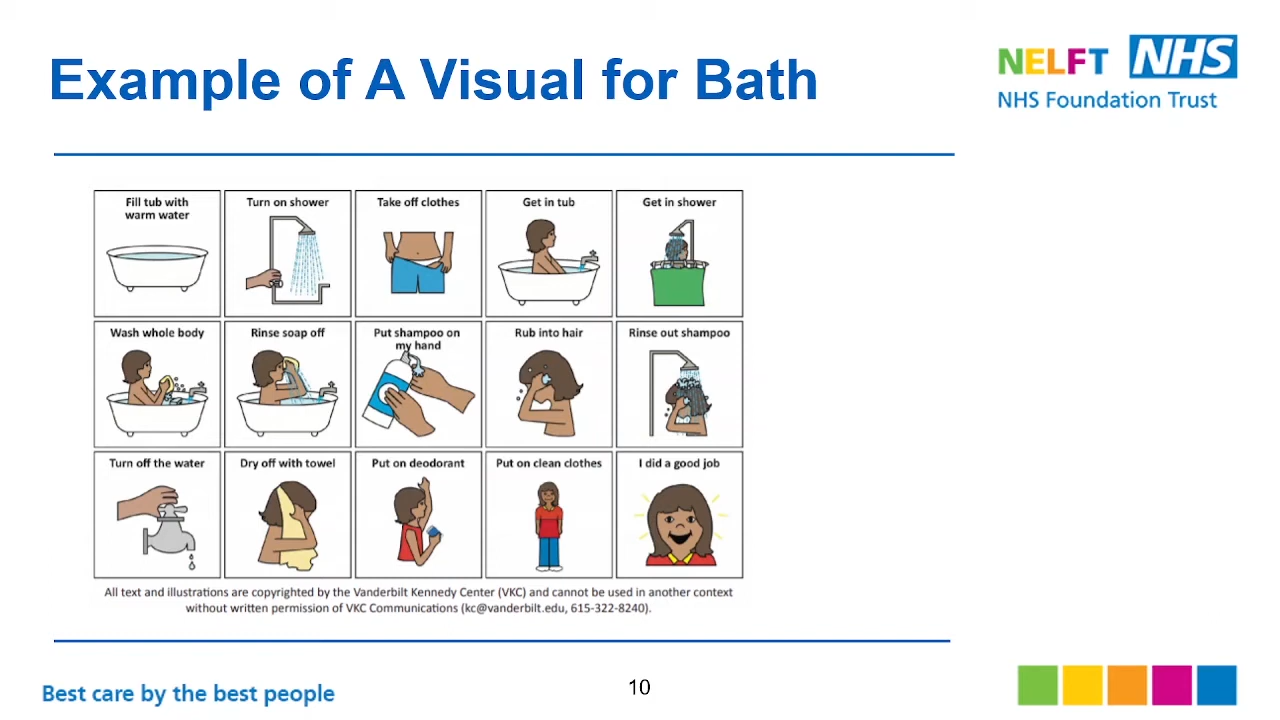 Example of A Visual for Bath
NELFT NHS
NHS Foundation Trust
Fill tub with
warm water
Turn on shower
Take off clothes
Get in tub
Get in shower
Wash whole body
Rinse soap off
Put shampoo on
my hand
Rub into hair
Rinse out shampoo
Turn off the water
Dry off with towel
Put on deodorant
Put on clean clothes
I did a good job
All text and illustrations are copyrighted by the Vanderbilt Kennedy Center (VKC) and cannot be used in another context
without written permission of VKC Communications (kc@vanderbilt.edu, 615-322-8240).
Best care by the best people
10